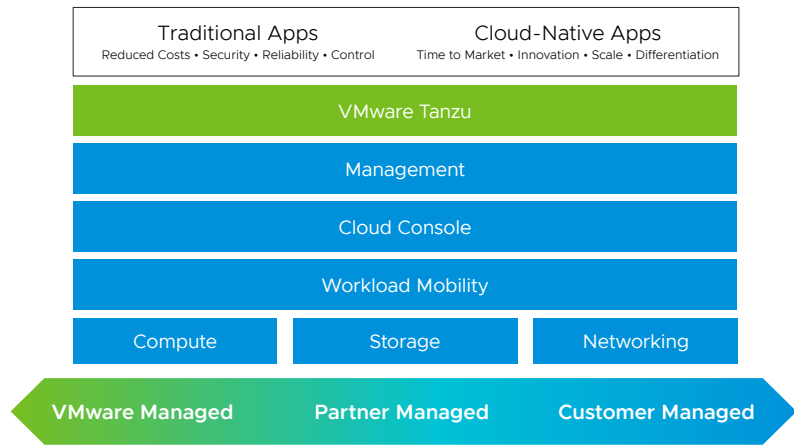 Traditional Apps
Reduced Costs • Security • Reliability • Control
Cloud-Native Apps
Time to Market • Innovation • Scale • Differentiation
VMware Tanzu
Management
Cloud Console
Workload Mobility
Compute
Storage
Networking
VMware Managed
Partner Managed
Customer Managed